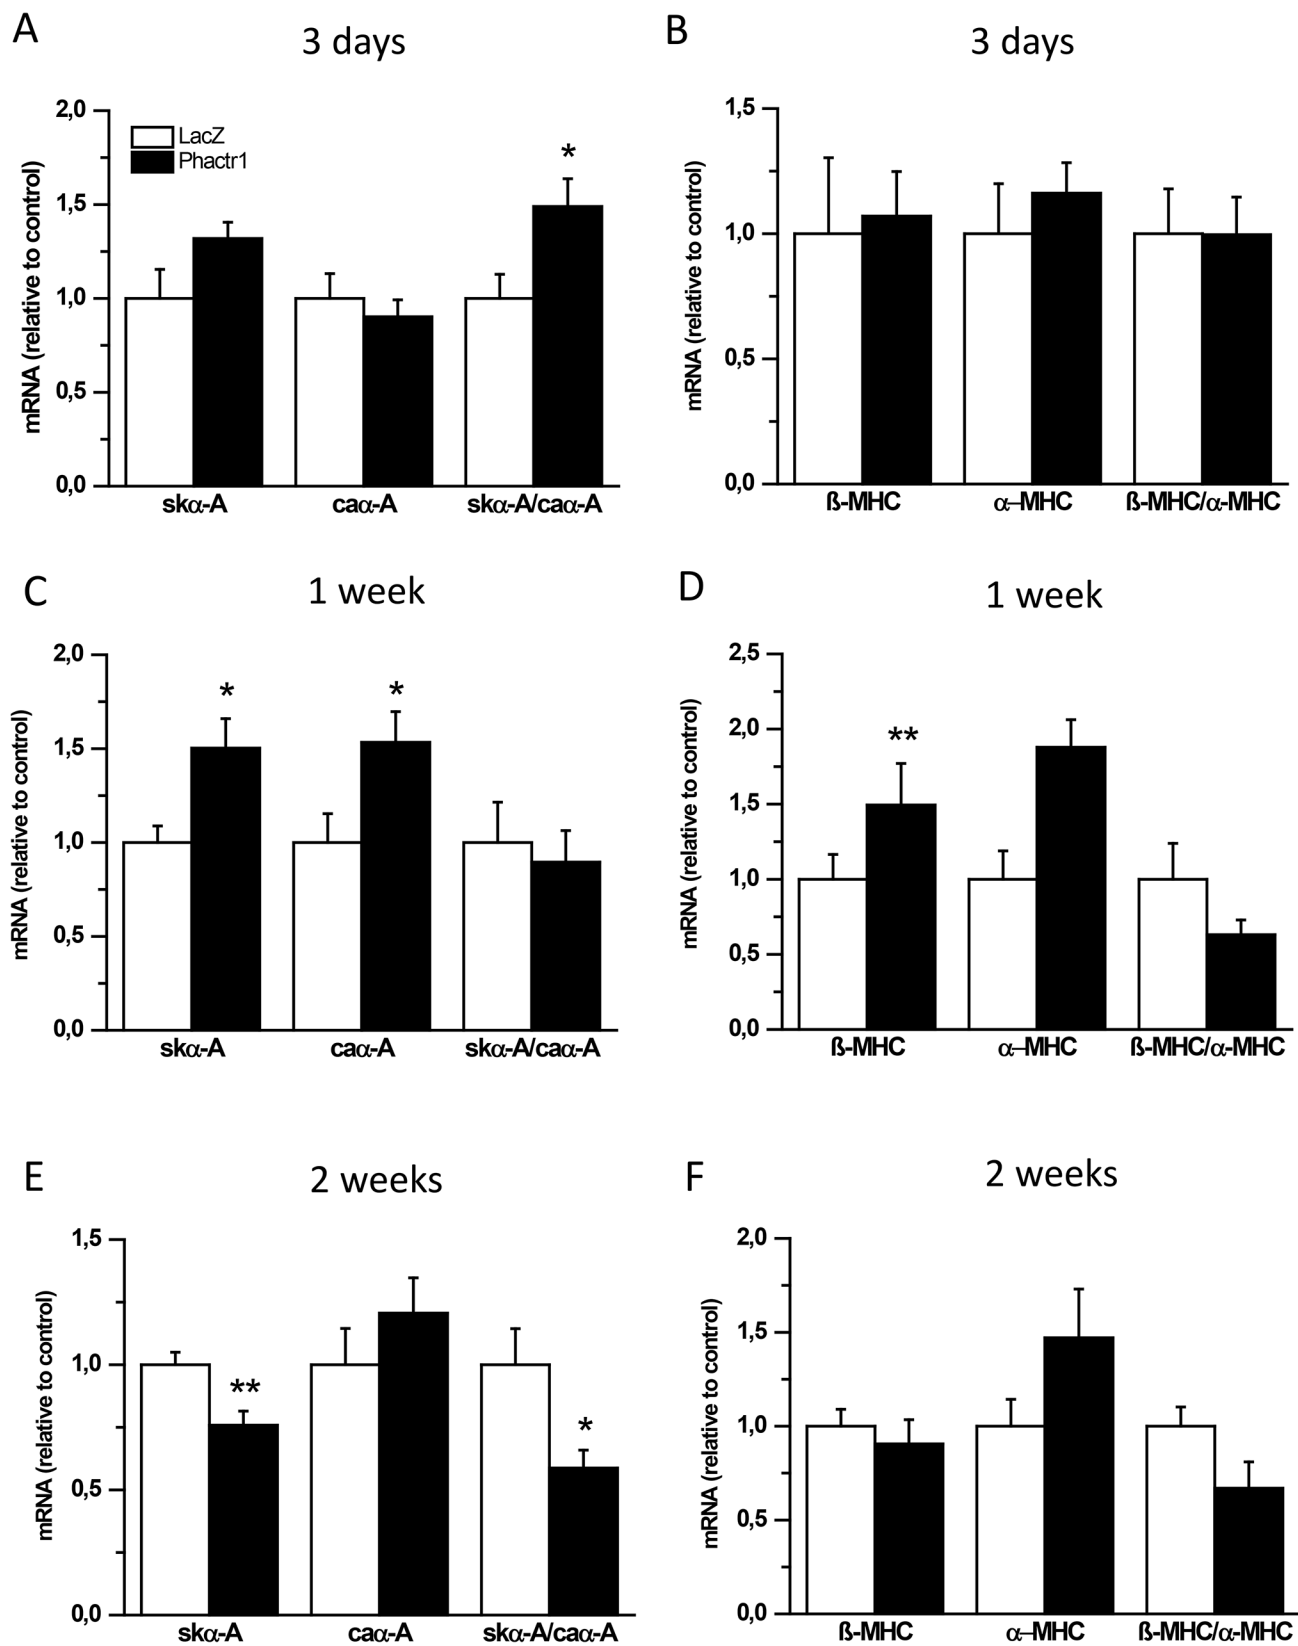 A
3 days
2,0
1,5
1,0
0,5
0,0
mRNA (relative to control)
LacZ
Phactr1
*
skα-A
caα-A
skα-A/caα-A
B
3 days
1,5
1,0
0,5
0,0
mRNA (relative to control)
ß-MHC
α–MHC
ß-MHC/α-MHC
C
1 week
2,0
1,5
1,0
0,5
0,0
mRNA (relative to control)
*
*
skα-A
caα-A
skα-A/caα-A
D
1 week
2,5
2,0
1,5
1,0
0,5
0,0
mRNA (relative to control)
**
ß-MHC
α–MHC
ß-MHC/α-MHC
E
2 weeks
1,5
1,0
0,5
0,0
mRNA (relative to control)
**
*
skα-A
caα-A
skα-A/caα-A
F
2 weeks
2,0
1,5
1,0
0,5
0,0
mRNA (relative to control)
ß-MHC
α–MHC
ß-MHC/α-MHC